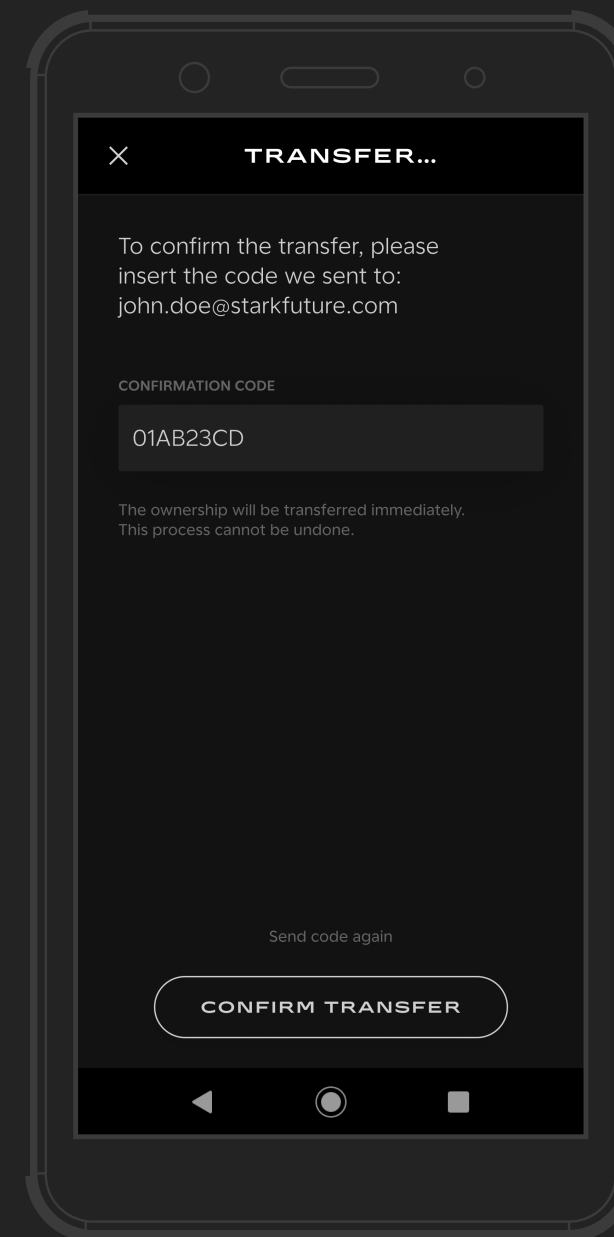 TRANSFER...
To confirm the transfer, please
insert the code we sent to:
john.doe@starkfuture.com
CONFIRMATION CODE
01AB23CD
The ownership will be transferred immediately.
This process cannot be undone.
Send code again
CONFIRM TRANSFER